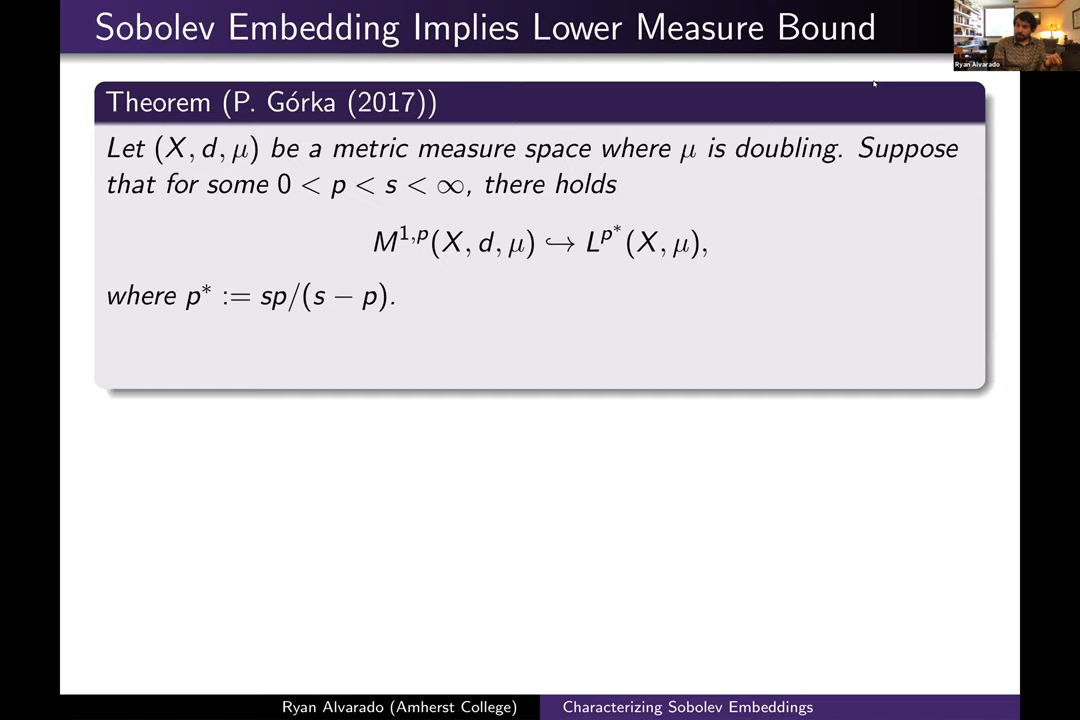 Sobolev Embedding Implies Lower Measure Bound
Ryan Alvarado
Theorem (P. Górka (2017))
Let (X, d, μ) be a metric measure space where μ is doubling. Suppose
that for some 0 < p < s < ∞, there holds
M^{1,p}(X, d, μ) ↪ L^{p*}(X, μ),
where p* := sp/(s − p).
Ryan Alvarado (Amherst College)
Characterizing Sobolev Embeddings